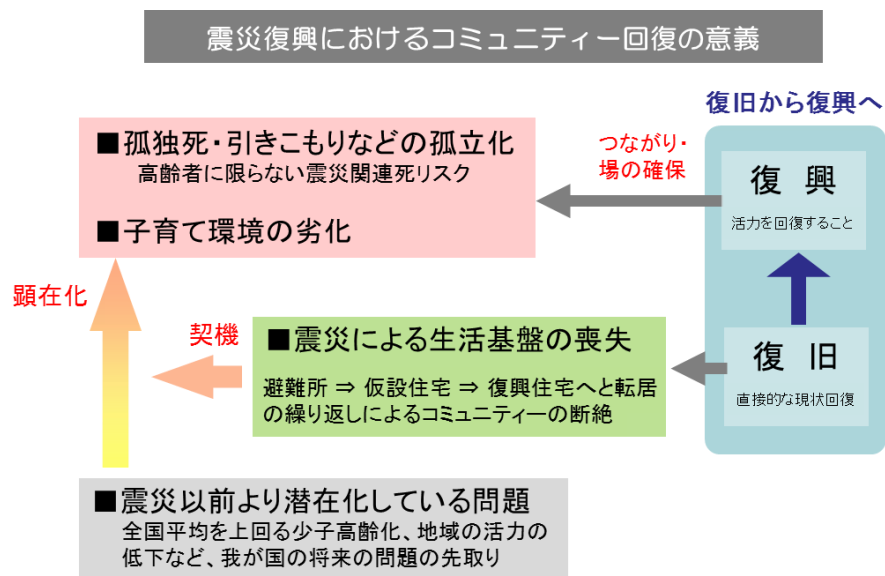 震災復興におけるコミュニティー回復の意義
復旧から復興へ
■孤独死・引きこもりなどの孤立化
高齢者に限らない震災関連死リスク
■子育て環境の劣化
つながり・
場の確保
復 興
活力を回復すること
顕在化
契機
■震災による生活基盤の喪失
避難所 ⇒ 仮設住宅 ⇒ 復興住宅へと転居
の繰り返しによるコミュニティーの断絶
復 旧
直接的な現状回復
■震災以前より潜在化している問題
全国平均を上回る少子高齢化、地域の活力の
低下など、我が国の将来の問題の先取り